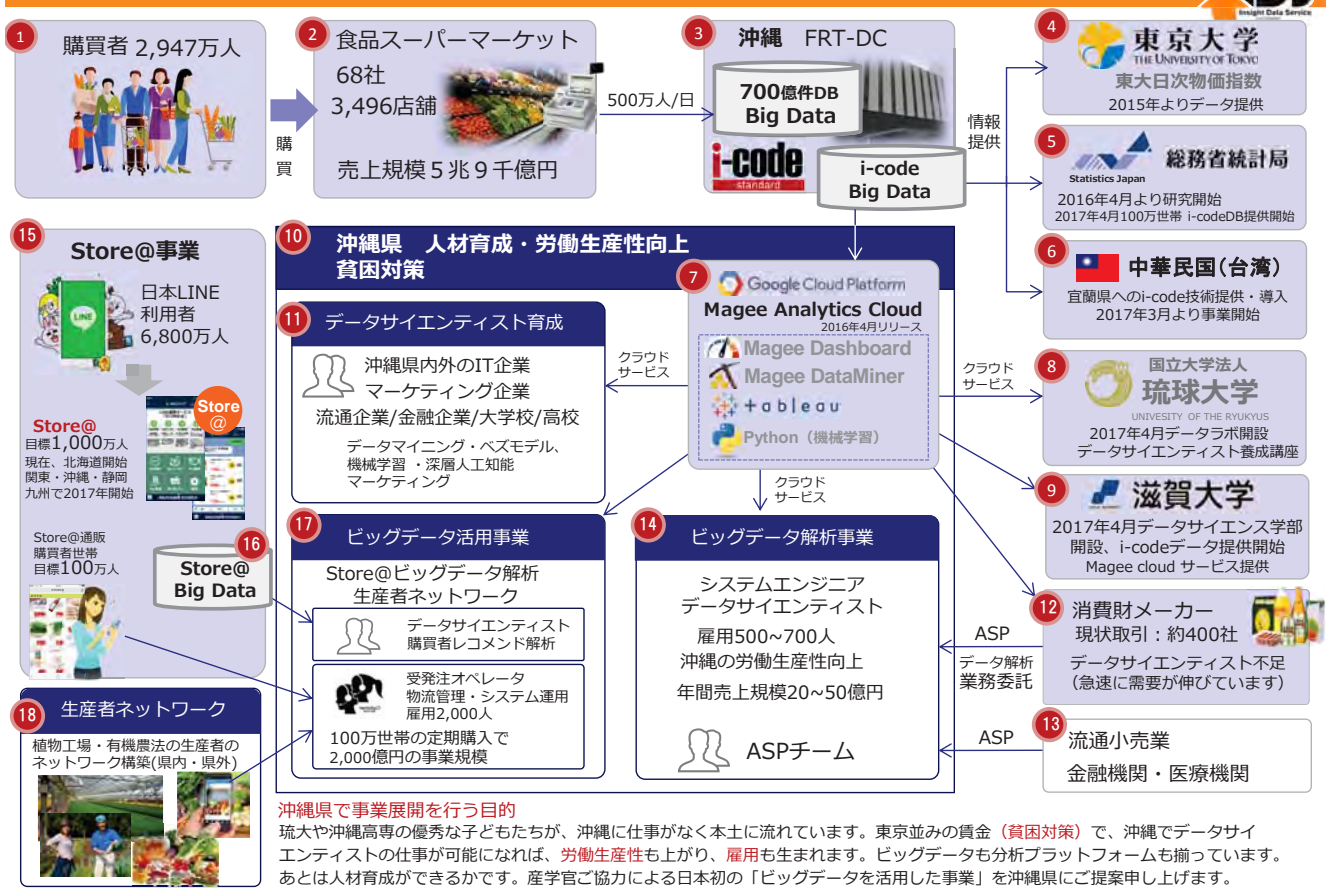 Insight Data Service
1
購買者 2,947万人
購
買
2
食品スーパーマーケット
68社
3,496店舗
売上規模5兆9千億円
500万人/日
3
沖縄 FRT-DC
700億件DB
Big Data
i-code
standard
i-code
Big Data
情報
提供
4
東京大学
THE UNIVERSITY OF TOKYO
東大日次物価指数
2015年よりデータ提供
5
総務省統計局
Statistics Japan
2016年4月より研究開始
2017年4月100万世帯 i-codeDB提供開始
6
中華民国(台湾)
宜蘭県へのi-code技術提供・導入
2017年3月より事業開始
15
Store@事業
LINE
日本LINE
利用者
6,800万人
Store
@
Store@
目標1,000万人
現在、北海道開始
関東・沖縄・静岡
九州で2017年開始
Store@通販
購買者世帯
目標100万人
16
Store@
Big Data
10
沖縄県 人材育成・労働生産性向上
貧困対策
7
Google Cloud Platform
Magee Analytics Cloud
2016年4月リリース
Magee Dashboard
Magee DataMiner
+ableau
Python（機械学習）
クラウド
サービス
11
データサイエンティスト育成
沖縄県内外のIT企業
マーケティング企業
流通企業/金融企業/大学校/高校
データマイニング・ベズモデル、
機械学習 ・深層人工知能
マーケティング
クラウド
サービス
8
国立大学法人
琉球大学
UNIVESITY OF THE RYUKYUS
2017年4月データラボ開設
データサイエンティスト養成講座
クラウド
サービス
9
滋賀大学
2017年4月データサイエンス学部
開設、i-codeデータ提供開始
Magee cloud サービス提供
17
ビッグデータ活用事業
Store@ビッグデータ解析
生産者ネットワーク
データサイエンティスト
購買者レコメンド解析
受発注オペレータ
物流管理・システム運用
雇用2,000人
100万世帯の定期購入で
2,000億円の事業規模
14
ビッグデータ解析事業
システムエンジニア
データサイエンティスト
雇用500~700人
沖縄の労働生産性向上
年間売上規模20~50億円
ASPチーム
ASP
データ解析
業務委託
12
消費財メーカー
現状取引：約400社
データサイエンティスト不足
（急速に需要が伸びています）
ASP
13
流通小売業
金融機関・医療機関
18
生産者ネットワーク
植物工場・有機農法の生産者の
ネットワーク構築(県内・県外)
沖縄県で事業展開を行う目的
琉大や沖縄高専の優秀な子どもたちが、沖縄に仕事がなく本土に流れています。東京並みの賃金（貧困対策）で、沖縄でデータサイ
エンティストの仕事が可能になれば、労働生産性も上がり、雇用も生まれます。ビッグデータも分析プラットフォームも揃っています。
あとは人材育成ができるかです。産学官ご協力による日本初の「ビッグデータを活用した事業」を沖縄県にご提案申し上げます。